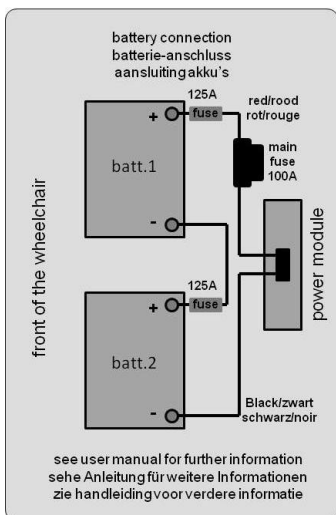 battery connection
batterie-anschluss
aansluiting akku's
125A
fuse
red/rood
rot/rouge
main
fuse
100A
+
batt.1
-
front of the wheelchair
power module
125A
fuse
+
batt.2
-
Black/zwart
schwarz/noir
see user manual for further information
sehe Anleitung für weitere Informationen
zie handleiding voor verdere informatie